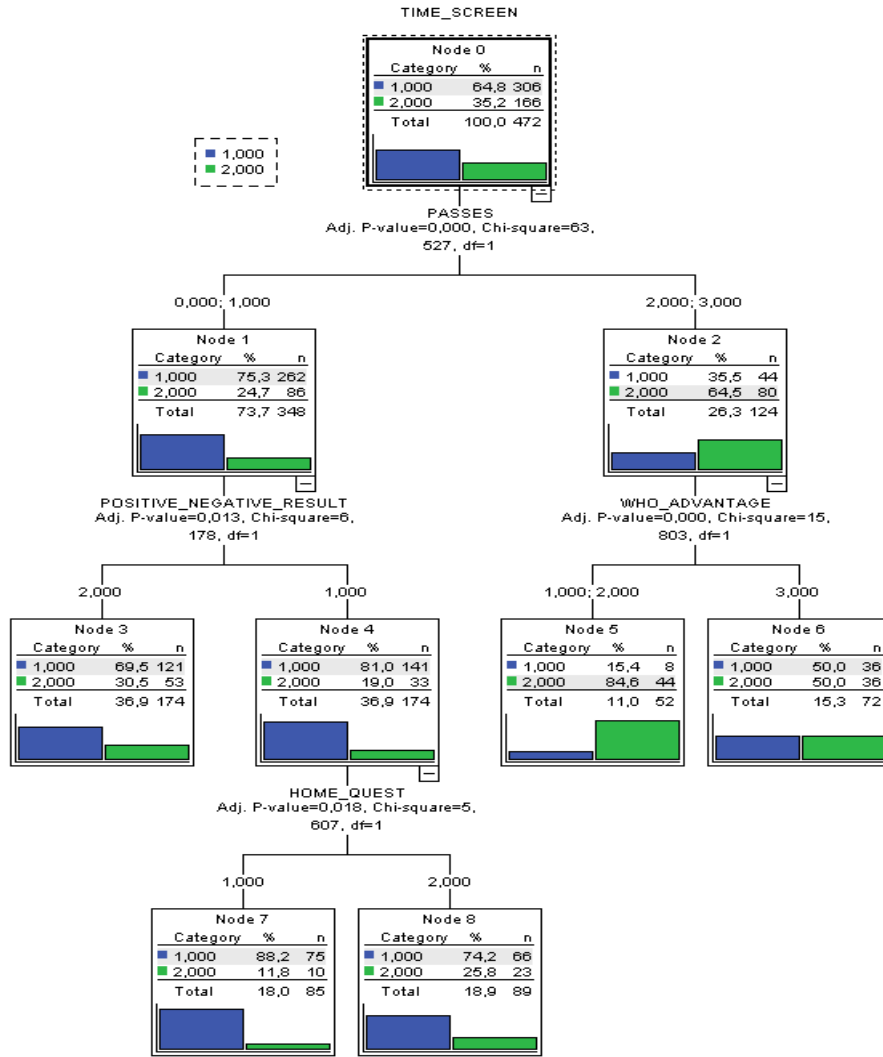 TIME_SCREEN
Node 0
Category % n
1,000 64,8 306
2,000 35,2 166
Total 100,0 472
1,000
2,000
PASSES
Adj. P-value=0,000, Chi-square=63,
527, df=1
0,000; 1,000
2,000; 3,000
Node 1
Category % n
1,000 75,3 262
2,000 24,7 86
Total 73,7 348
Node 2
Category % n
1,000 35,5 44
2,000 64,5 80
Total 26,3 124
POSITIVE_NEGATIVE_RESULT
Adj. P-value=0,013, Chi-square=6,
178, df=1
WHO_ADVANTAGE
Adj. P-value=0,000, Chi-square=15,
803, df=1
2,000
1,000
1,000; 2,000
3,000
Node 3
Category % n
1,000 69,5 121
2,000 30,5 53
Total 36,9 174
Node 4
Category % n
1,000 81,0 141
2,000 19,0 33
Total 36,9 174
Node 5
Category % n
1,000 15,4 8
2,000 84,6 44
Total 11,0 52
Node 6
Category % n
1,000 50,0 36
2,000 50,0 36
Total 15,3 72
HOME_QUEST
Adj. P-value=0,018, Chi-square=5,
607, df=1
1,000
2,000
Node 7
Category % n
1,000 88,2 75
2,000 11,8 10
Total 18,0 85
Node 8
Category % n
1,000 74,2 66
2,000 25,8 23
Total 18,9 89